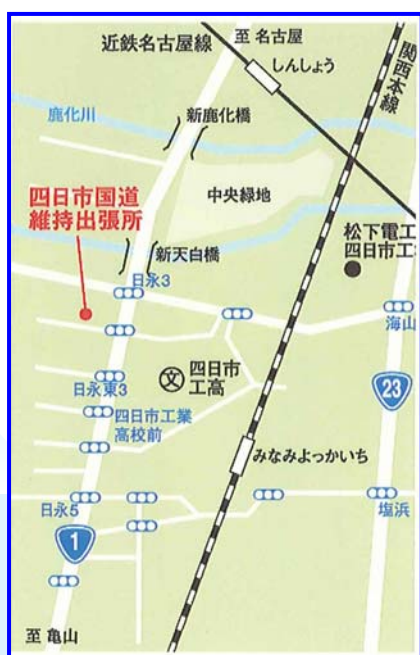 近鉄名古屋線
至 名古屋
しんしょう
関西本線
鹿化川
新鹿化橋
中央緑地
四日市国道
維持出張所
松下電工
四日市工
新天白橋
日永3
海山
四日市
工高
文
23
日永東3
四日市工業
高校前
みなみよっかいち
日永5
塩浜
1
至 亀山